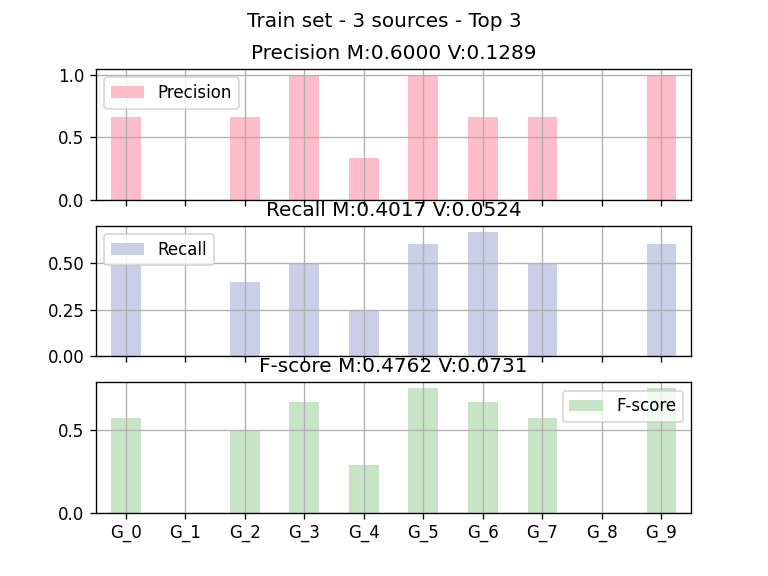 Train set - 3 sources - Top 3
Precision M:0.6000 V:0.1289
1.0
Precision
0.5
0.0
Recall M:0.4017 V:0.0524
Recall
0.50
0.25
0.00
F-score M:0.4762 V:0.0731
F-score
0.5
0.0
G_0 G_1 G_2 G_3 G_4 G_5 G_6 G_7 G_8 G_9